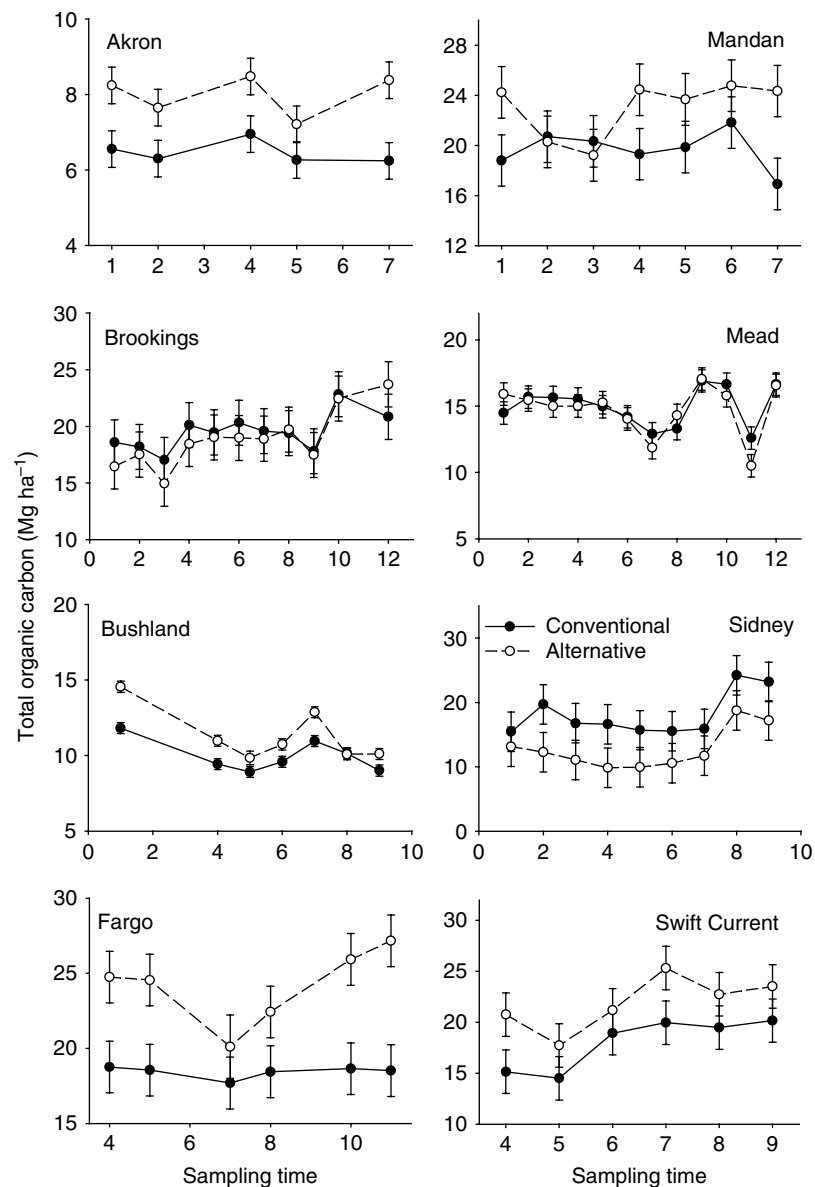 Total organic carbon (Mg ha⁻¹)
Akron
10
8
6
4
1 2 3 4 5 6 7
Mandan
28
24
20
16
12
1 2 3 4 5 6 7
Brookings
30
25
20
15
10
0 2 4 6 8 10 12
Mead
20
15
10
5
0 2 4 6 8 10 12
Bushland
20
15
10
5
0 2 4 6 8 10
Conventional
Alternative
Sidney
30
20
10
0
0 2 4 6 8 10
Fargo
30
25
20
15
4 6 8 10
Sampling time
Swift Current
30
25
20
15
10
4 5 6 7 8 9
Sampling time